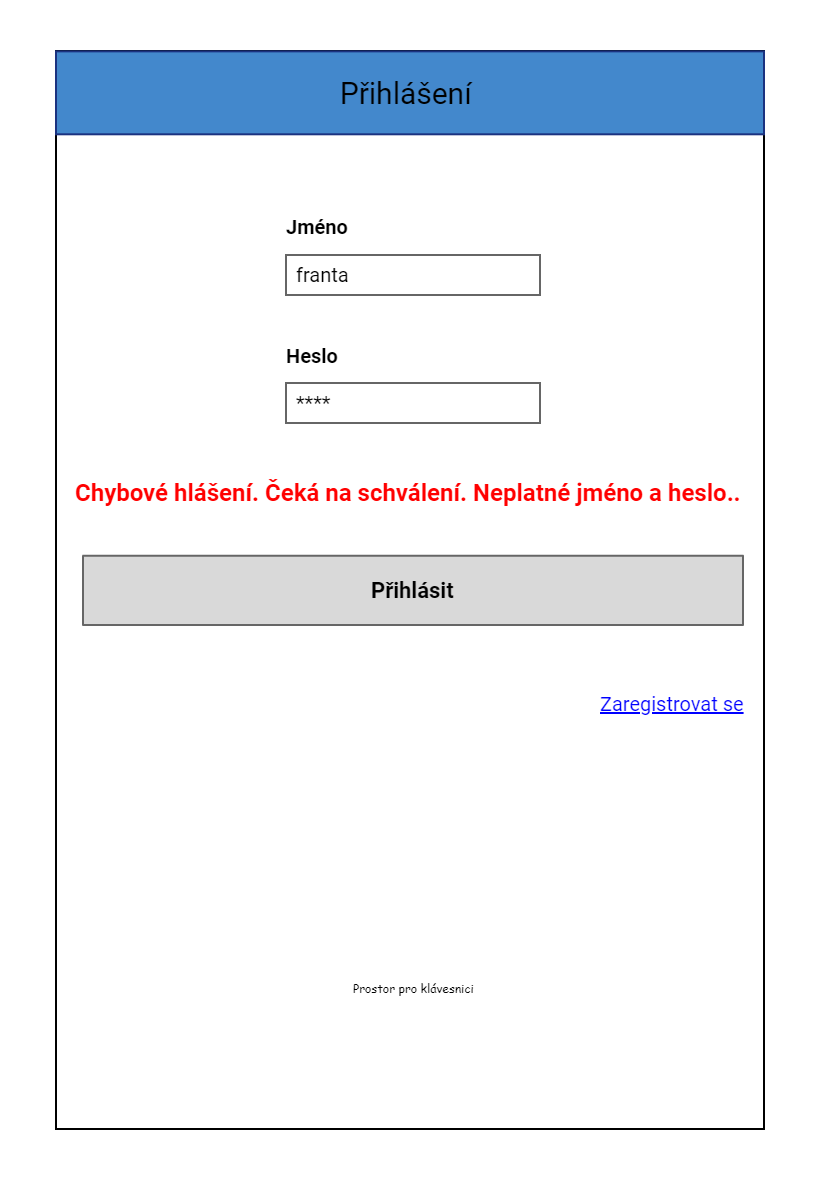 Přihlášení
Jméno
franta
Heslo
****
Chybové hlášení. Čeká na schválení. Neplatné jméno a heslo..
Přihlásit
Zaregistrovat se
Prostor pro klávesnici